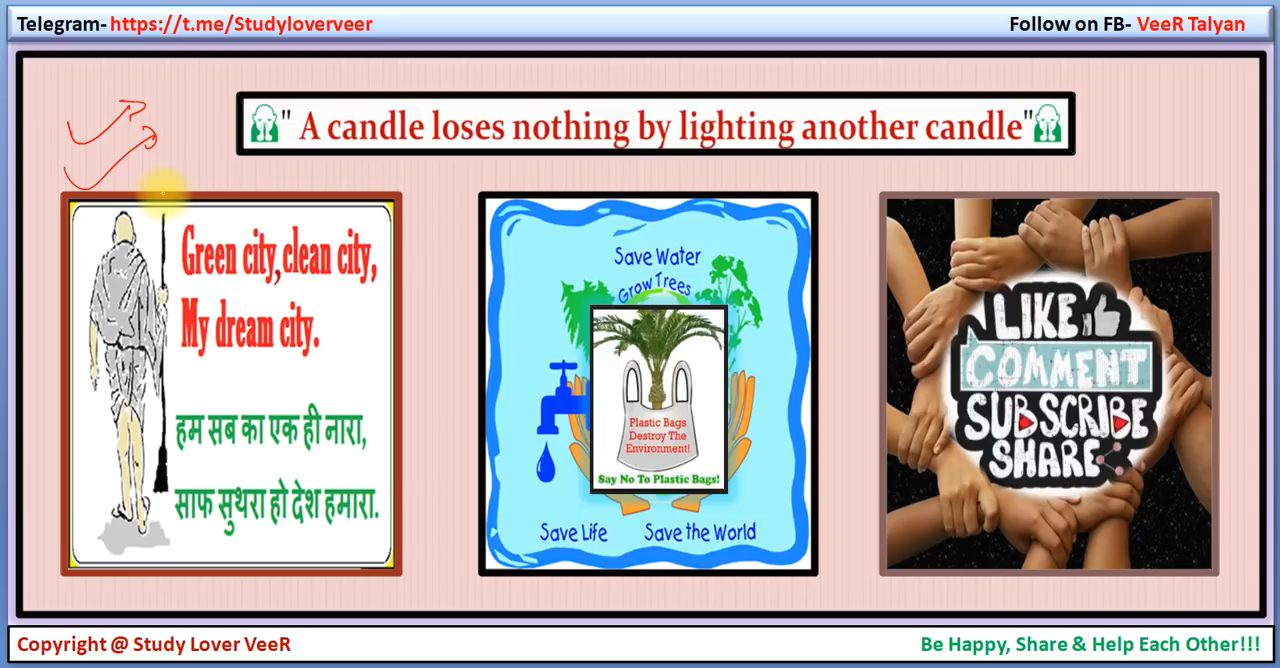 Telegram- https://t.me/Studyloverveer
Follow on FB- VeeR Talyan
" A candle loses nothing by lighting another candle"
Green city,clean city,
My dream city.
हम सब का एक ही नारा,
साफ सुथरा हो देश हमारा.
Save Water
Grow Trees
Plastic Bags
Destroy The
Environment!
Say No To Plastic Bags!
Save Life
Save the World
LIKE
COMMENT
SUBSCRIBE
SHARE
Copyright @ Study Lover VeeR
Be Happy, Share & Help Each Other!!!